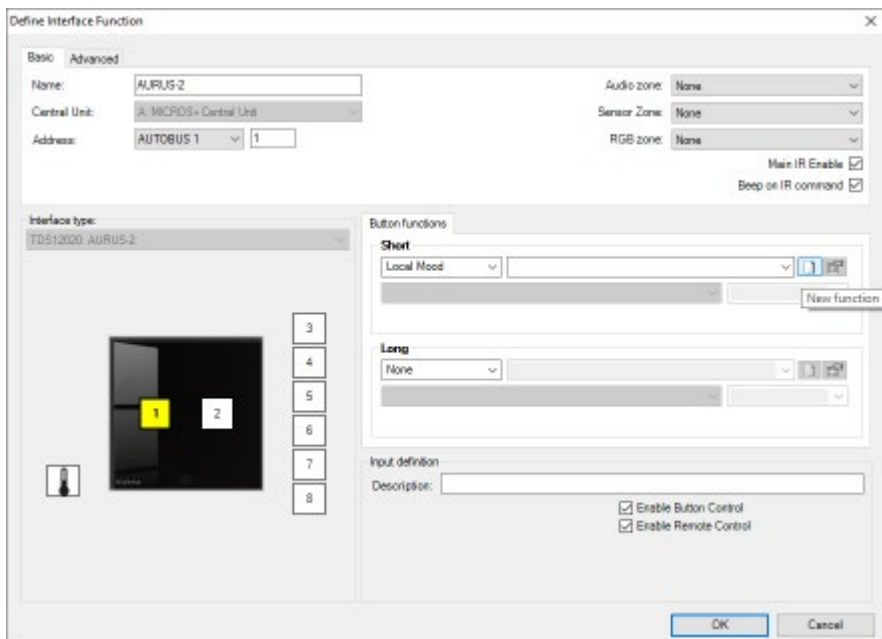 Define Interface Function
Basic Advanced
Name: AURUS-2
Central Unit: A: MICROS+ Central Unit
Address: AUTOBUS 1 1
Audio zone: None
Sensor Zone: None
RGB zone: None
Main IR Enable
Beep on IR command
Interface type:
TDS12020: AURUS-2
1
2
3
4
5
6
7
8
Button functions
Short
Local Mood
New function
Long
None
Input definition
Description:
Enable Button Control
Enable Remote Control
OK Cancel